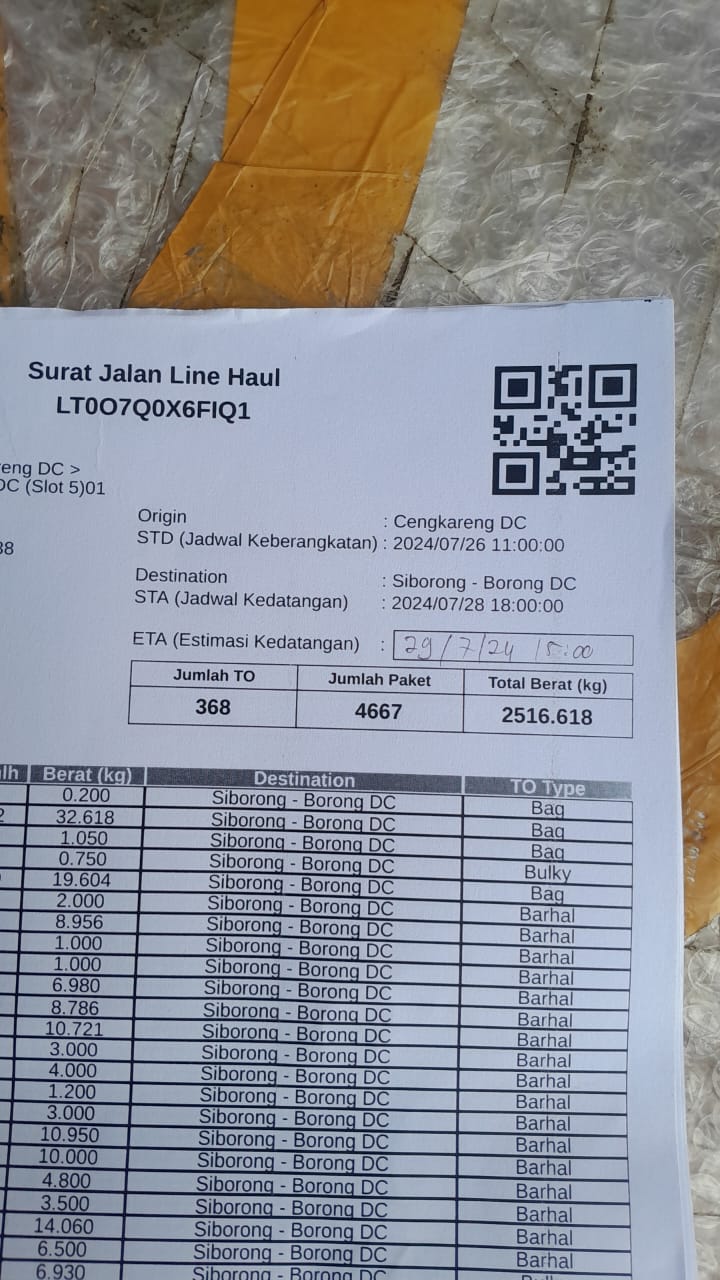 Surat Jalan Line Haul
LT0O7Q0X6FIQ1
eng DC >
DC (Slot 5)01
38
Origin : Cengkareng DC
STD (Jadwal Keberangkatan) : 2024/07/26 11:00:00
Destination : Siborong - Borong DC
STA (Jadwal Kedatangan) : 2024/07/28 18:00:00
ETA (Estimasi Kedatangan) : 29/7/24 15:00
Jumlah TO Jumlah Paket Total Berat (kg)
368 4667 2516.618
lh Berat (kg) Destination TO Type
0.200 Siborong - Borong DC Bag
2 32.618 Siborong - Borong DC Bag
1.050 Siborong - Borong DC Bag
0.750 Siborong - Borong DC Bulky
19.604 Siborong - Borong DC Bag
2.000 Siborong - Borong DC Barhal
8.956 Siborong - Borong DC Barhal
1.000 Siborong - Borong DC Barhal
1.000 Siborong - Borong DC Barhal
6.980 Siborong - Borong DC Barhal
8.786 Siborong - Borong DC Barhal
10.721 Siborong - Borong DC Barhal
3.000 Siborong - Borong DC Barhal
4.000 Siborong - Borong DC Barhal
1.200 Siborong - Borong DC Barhal
3.000 Siborong - Borong DC Barhal
10.950 Siborong - Borong DC Barhal
10.000 Siborong - Borong DC Barhal
4.800 Siborong - Borong DC Barhal
3.500 Siborong - Borong DC Barhal
14.060 Siborong - Borong DC Barhal
6.500 Siborong - Borong DC Barhal
6.930 Siborong - Borong DC